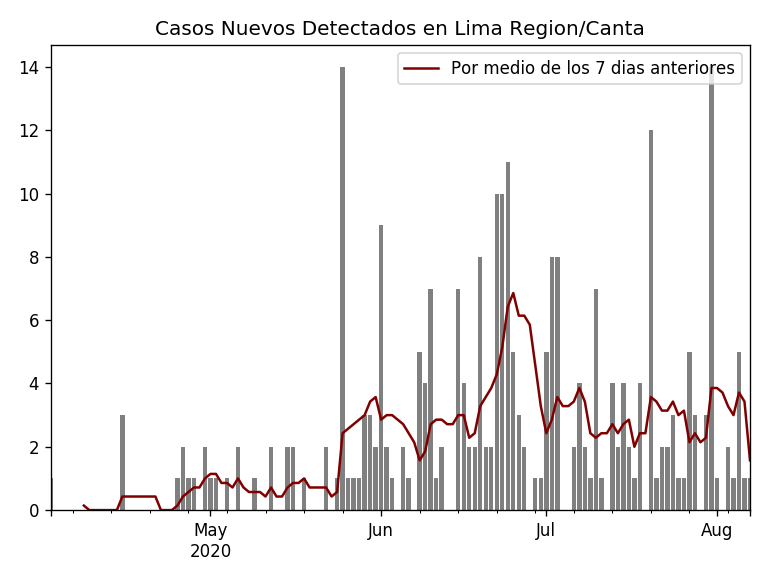 Casos Nuevos Detectados en Lima Region/Canta
Por medio de los 7 dias anteriores
14
12
10
8
6
4
2
0
May
2020
Jun
Jul
Aug